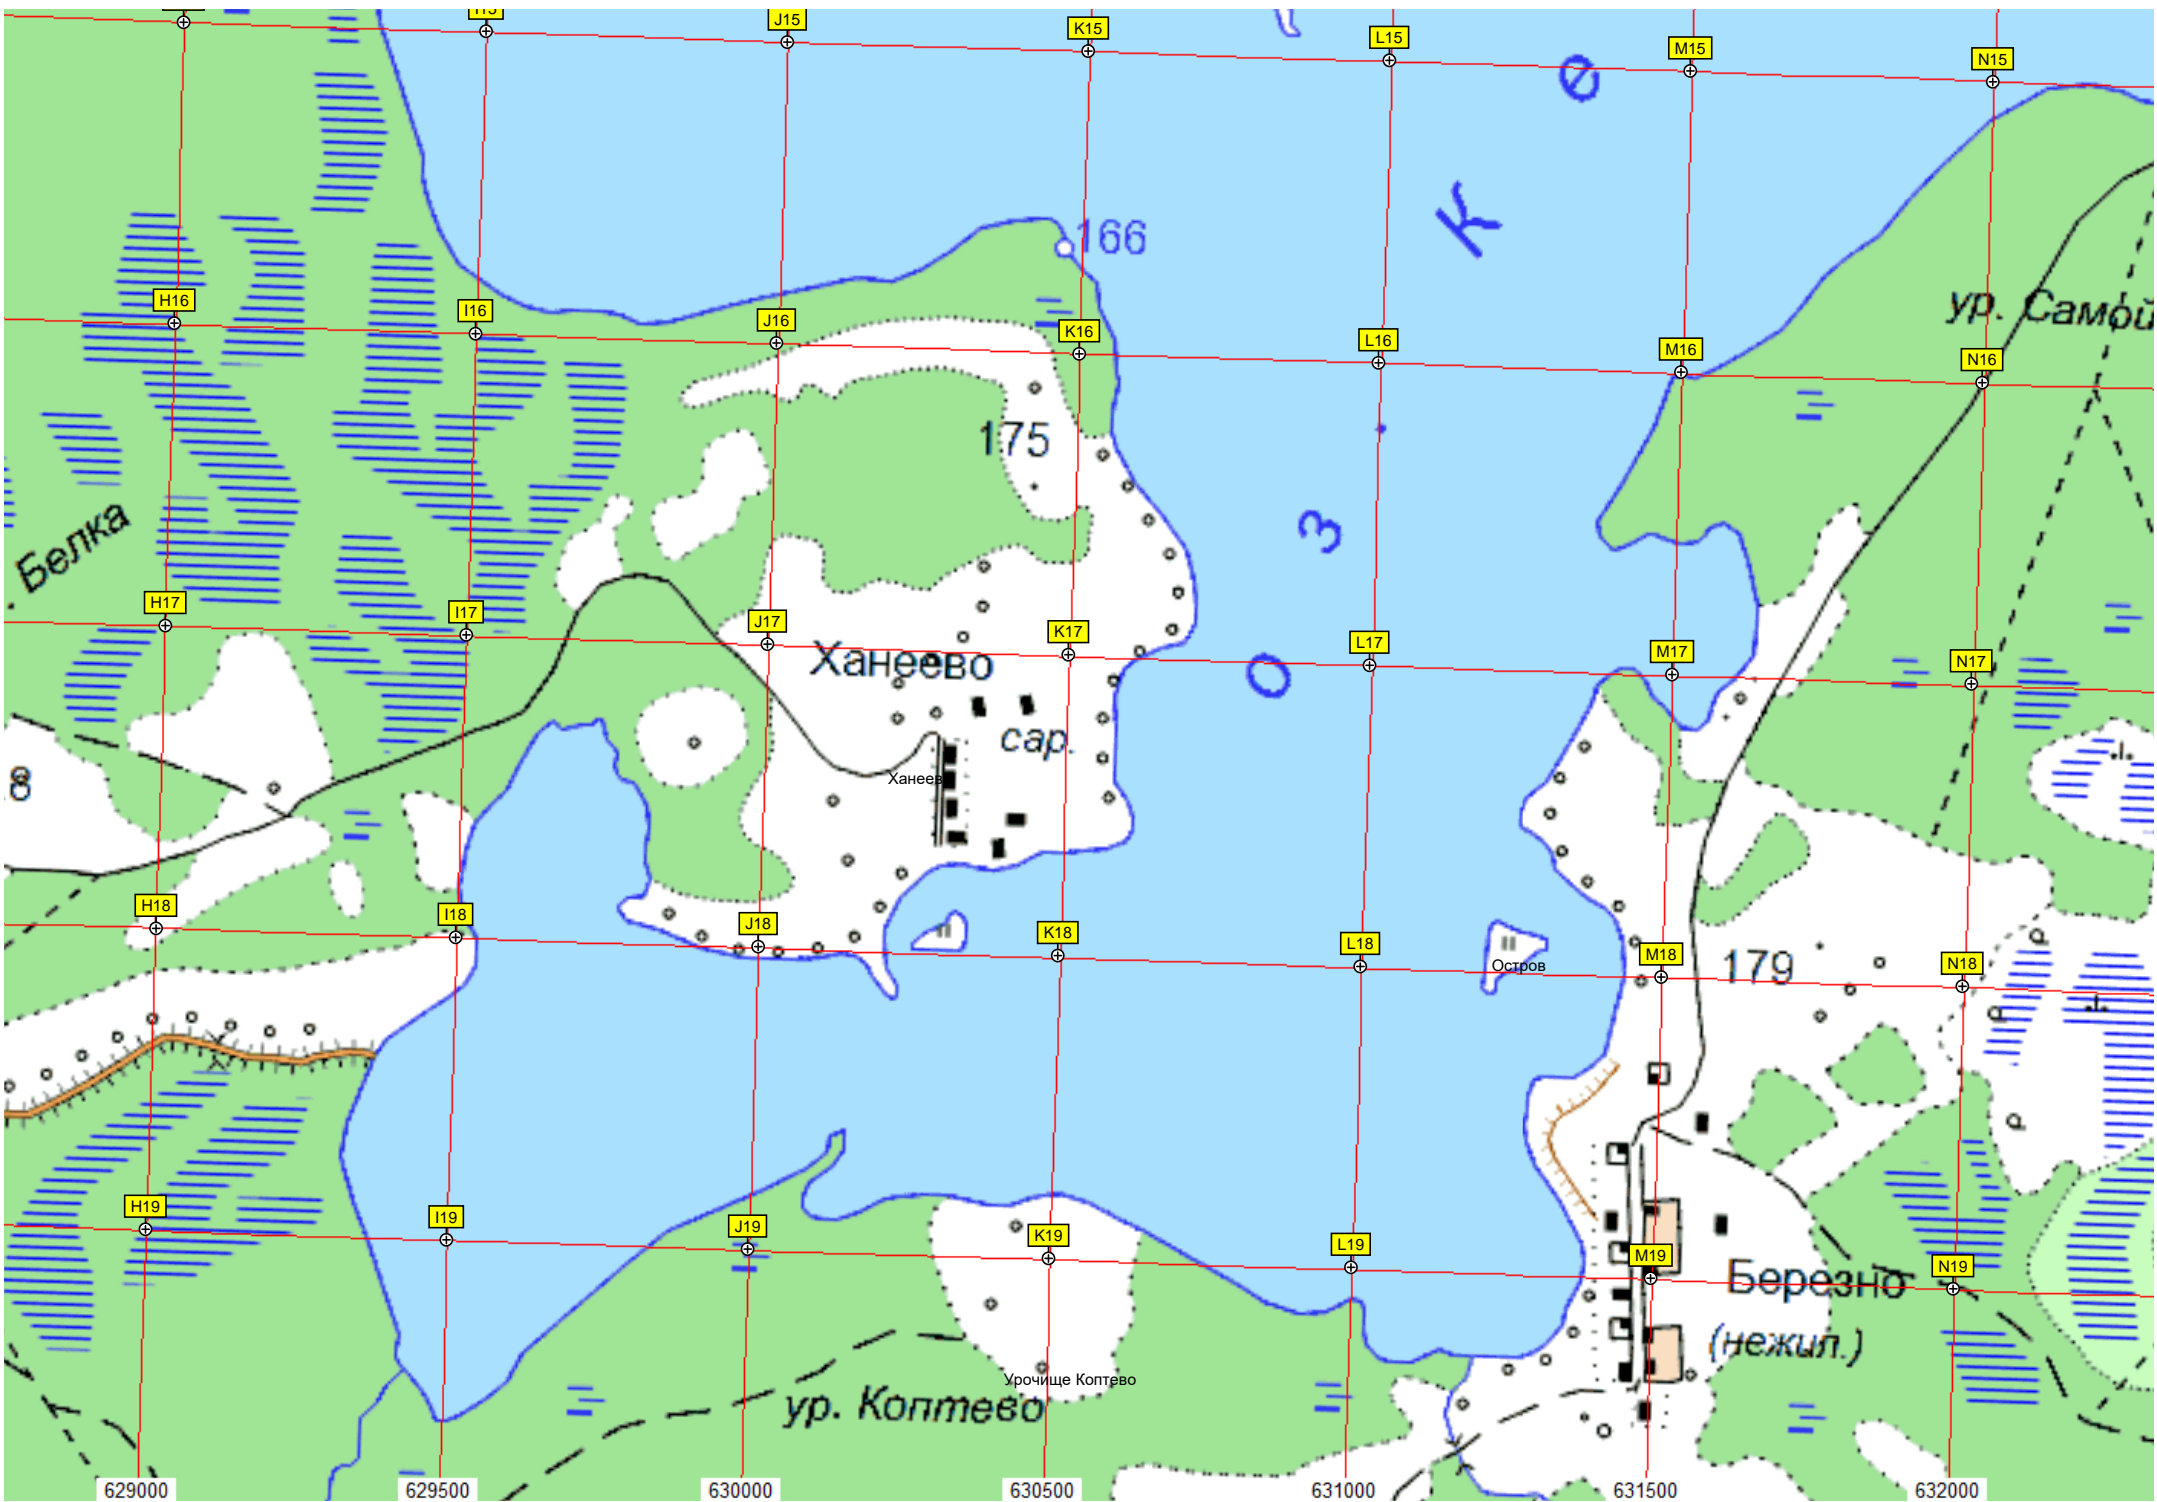 J15
K15
L15
M15
N15
е
К
166
ур. Самой
H16
I16
J16
K16
L16
M16
N16
175
Белка
З
H17
I17
J17
K17
L17
M17
N17
Ханеево
О
сар.
Ханеев
8
H18
I18
J18
K18
L18
M18
N18
Остров
179
H19
I19
J19
K19
L19
M19
N19
Березно
(нежил.)
Урочище Коптево
ур. Коптево
629000
629500
630000
630500
631000
631500
632000